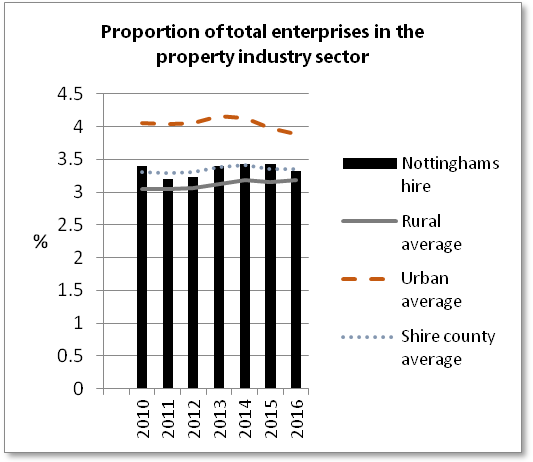 Proportion of total enterprises in the
property industry sector
4.5
4
3.5
3
2.5
2
1.5
1
0.5
0
%
2010
2011
2012
2013
2014
2015
2016
Nottinghams
hire
Rural
average
Urban
average
Shire county
average